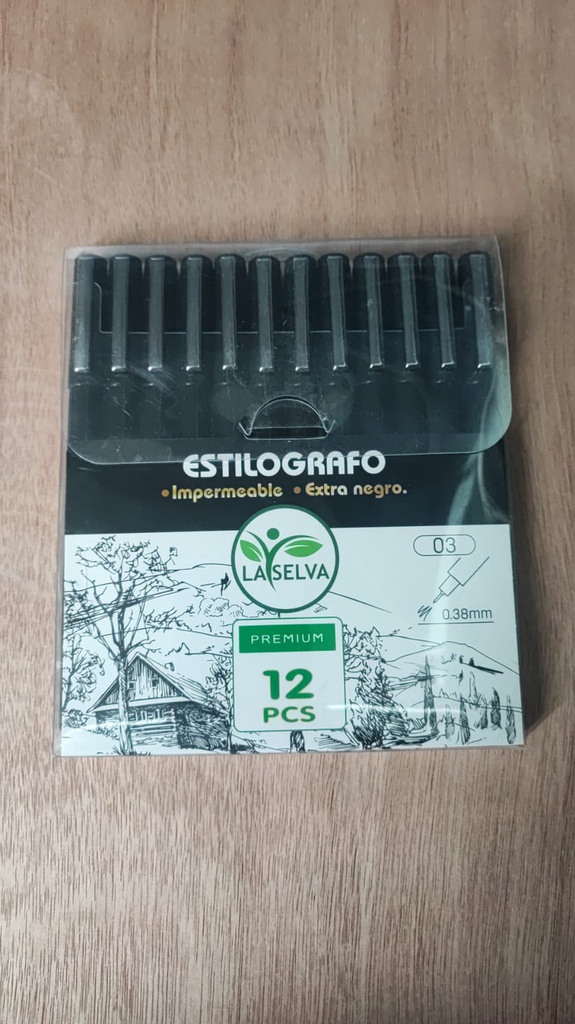 ESTILOGRAFO
• Impermeable • Extra negro.
03
LA SELVA
0.38mm
PREMIUM
12
PCS